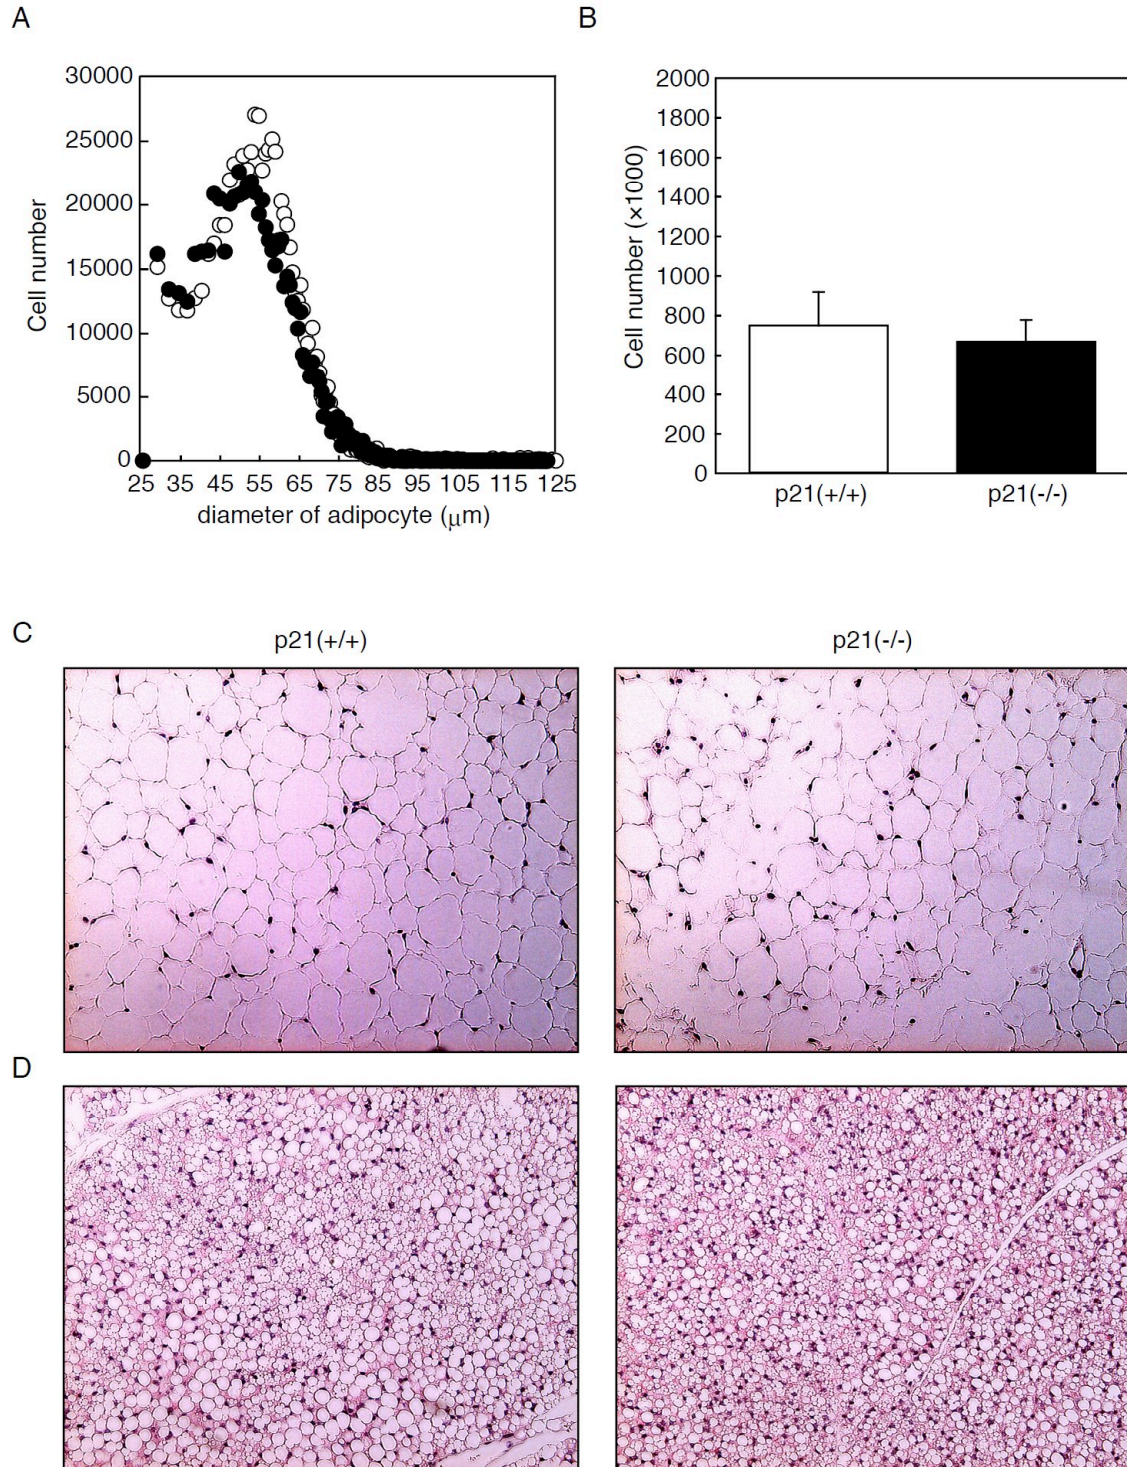 A
B
30000
25000
20000
15000
10000
5000
0
Cell number
25 35 45 55 65 75 85 95 105 115 125
diameter of adipocyte (μm)
2000
1800
1600
1400
1200
1000
800
600
400
200
0
Cell number (×1000)
p21(+/+) p21(-/-)
C
p21(+/+) p21(-/-)
D